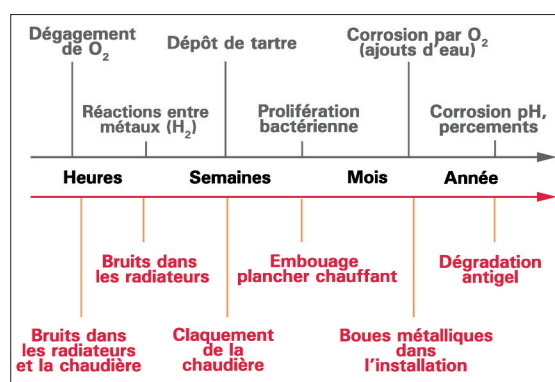 Dégagement
de O₂
Dépôt de tartre
Corrosion par O₂
(ajouts d'eau)
Réactions entre
métaux (H₂)
Prolifération
bactérienne
Corrosion pH,
percements
Heures
Semaines
Mois
Année
Bruits dans
les radiateurs
Embouage
plancher chauffant
Dégradation
antigel
Bruits dans
les radiateurs
et la chaudière
Claquement
de la
chaudière
Boues métalliques
dans
l'installation